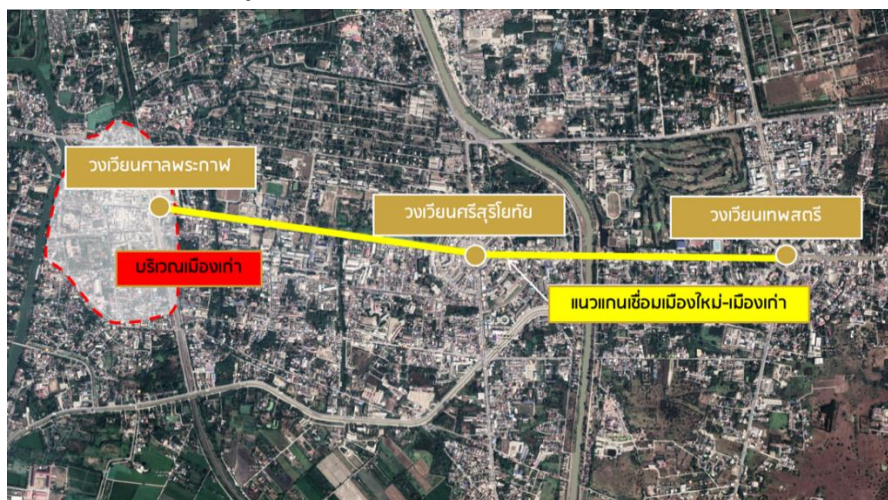 วงเวียนศาลพระกาฬ
วงเวียนศรีสุริโยทัย
วงเวียนเทพสตรี
บริเวณเมืองเก่า
แนวแกนเชื่อมเมืองใหม่-เมืองเก่า